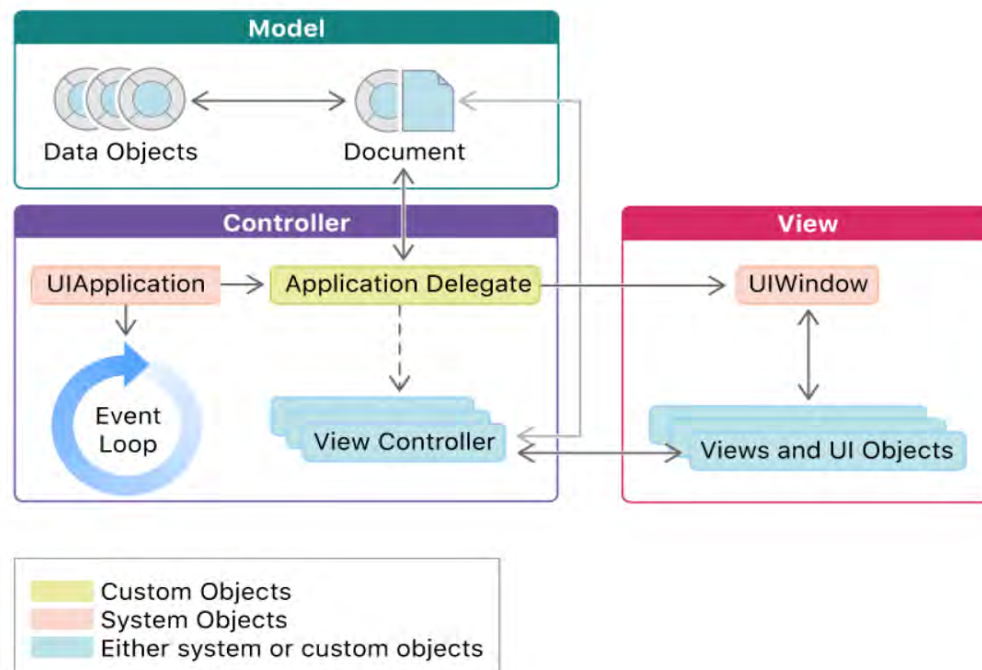 Model
Data Objects
Document
Controller
View
UIApplication
Application Delegate
UIWindow
Event
Loop
View Controller
Views and UI Objects
Custom Objects
System Objects
Either system or custom objects